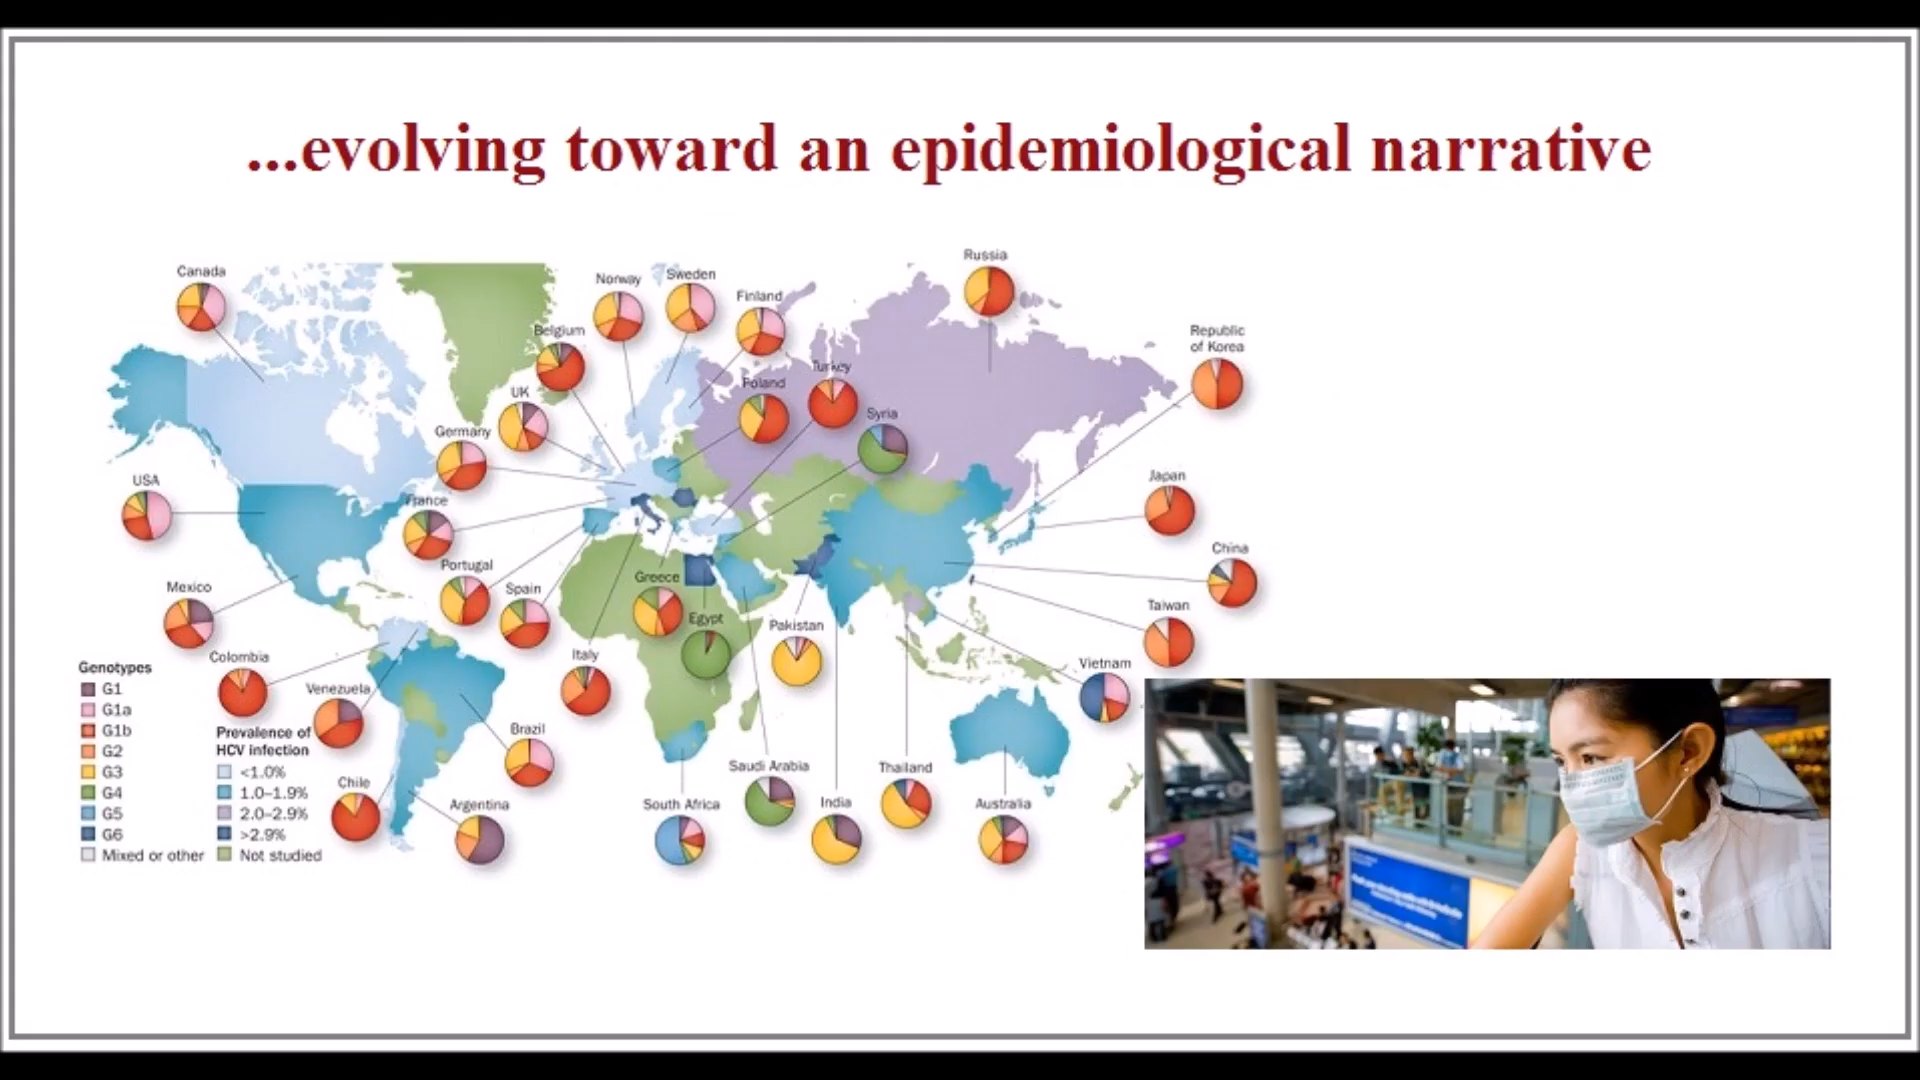 ...evolving toward an epidemiological narrative
Canada
Norway
Sweden
Finland
Russia
Belgium
Republic
of Korea
UK
Poland
Turkey
Syria
Germany
USA
France
Japan
Mexico
Portugal
Spain
Greece
Egypt
Pakistan
China
Taiwan
Colombia
Venezuela
Italy
Vietnam
Brazil
Chile
Argentina
South Africa
Saudi Arabia
India
Thailand
Australia
Genotypes
G1
G1a
G1b
G2
G3
G4
G5
G6
Mixed or other
Prevalence of
HCV infection
<1.0%
1.0–1.9%
2.0–2.9%
>2.9%
Not studied